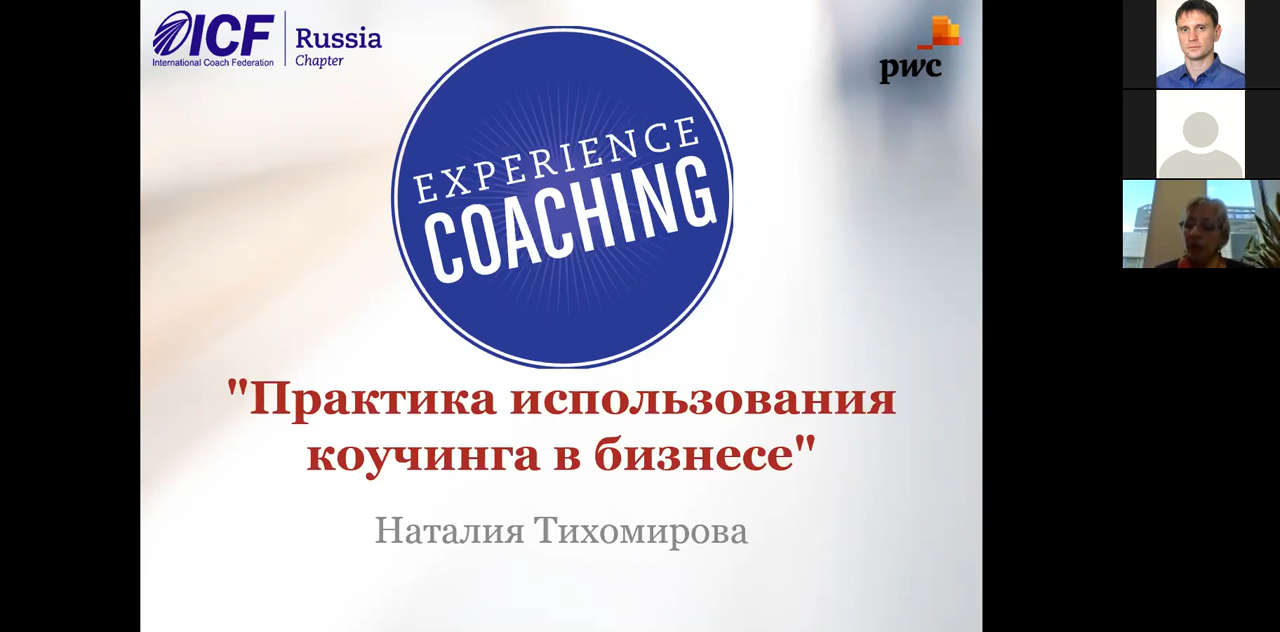 ICF
International Coach Federation
Russia
Chapter
pwc
EXPERIENCE
COACHING
"Практика использования
коучинга в бизнесе"
Наталия Тихомирова